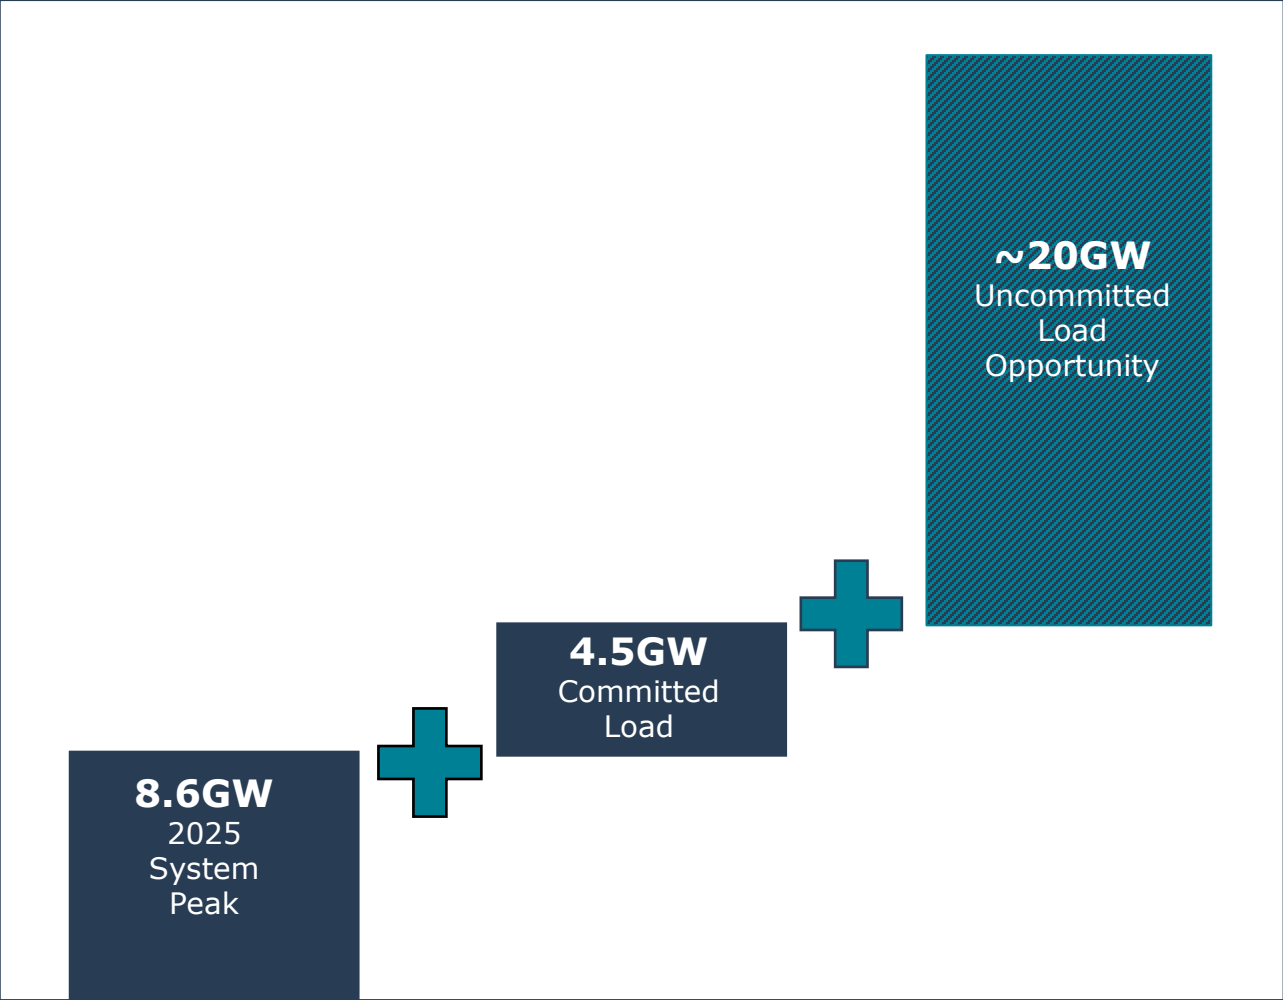 8.6GW
2025
System
Peak
4.5GW
Committed
Load
~20GW
Uncommitted
Load
Opportunity